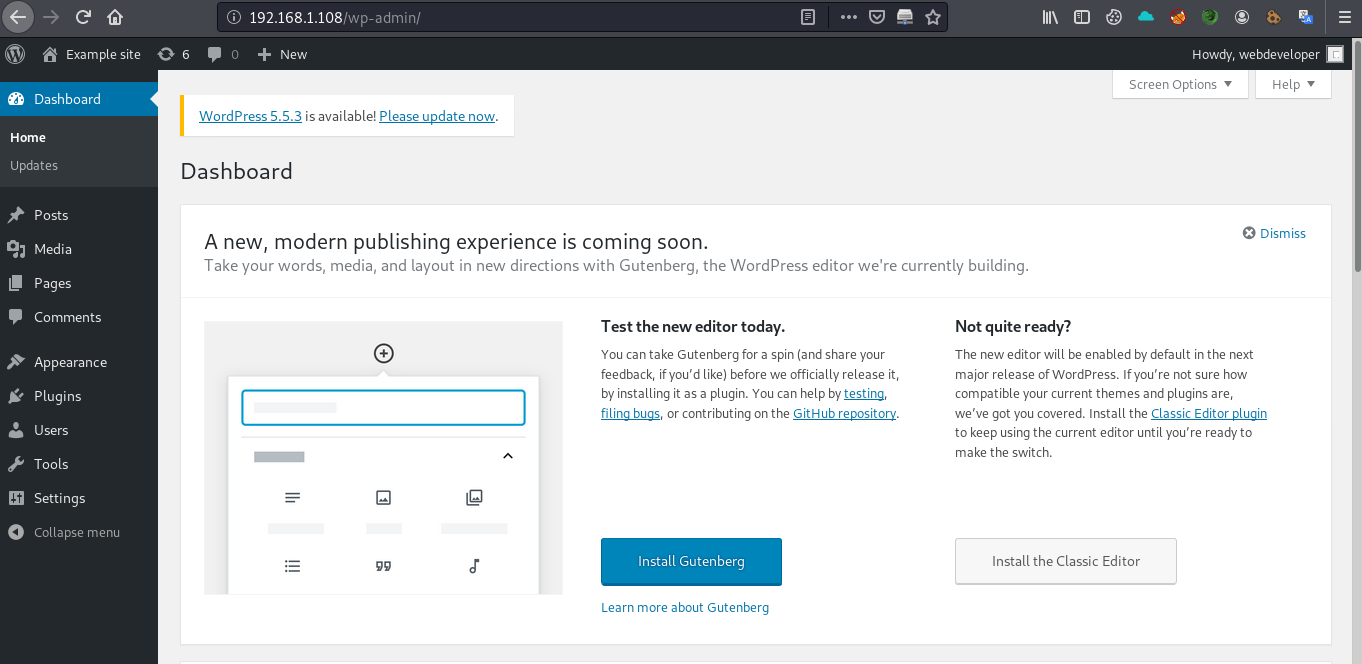 192.168.1.108/wp-admin/
Example site 6 0 New Howdy, webdeveloper
Screen Options Help
Dashboard
Home
Updates
Posts
Media
Pages
Comments
Appearance
Plugins
Users
Tools
Settings
Collapse menu
WordPress 5.5.3 is available! Please update now.
Dashboard
A new, modern publishing experience is coming soon.
Dismiss
Take your words, media, and layout in new directions with Gutenberg, the WordPress editor we're currently building.
Test the new editor today.
You can take Gutenberg for a spin (and share your
feedback, if you'd like) before we officially release it,
by installing it as a plugin. You can help by testing,
filing bugs, or contributing on the GitHub repository.
Install Gutenberg
Learn more about Gutenberg
Not quite ready?
The new editor will be enabled by default in the next
major release of WordPress. If you're not sure how
compatible your current themes and plugins are,
we've got you covered. Install the Classic Editor plugin
to keep using the current editor until you're ready to
make the switch.
Install the Classic Editor